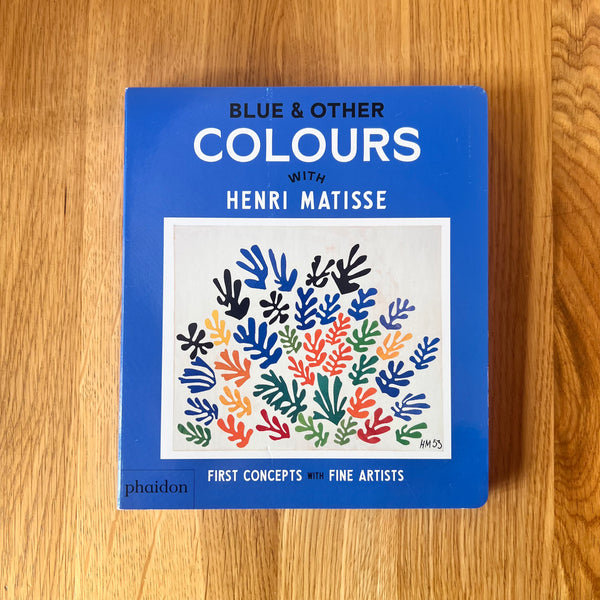 BLUE & OTHER
COLOURS
WITH
HENRI MATISSE
HM 53
FIRST CONCEPTS WITH FINE ARTISTS
phaidon